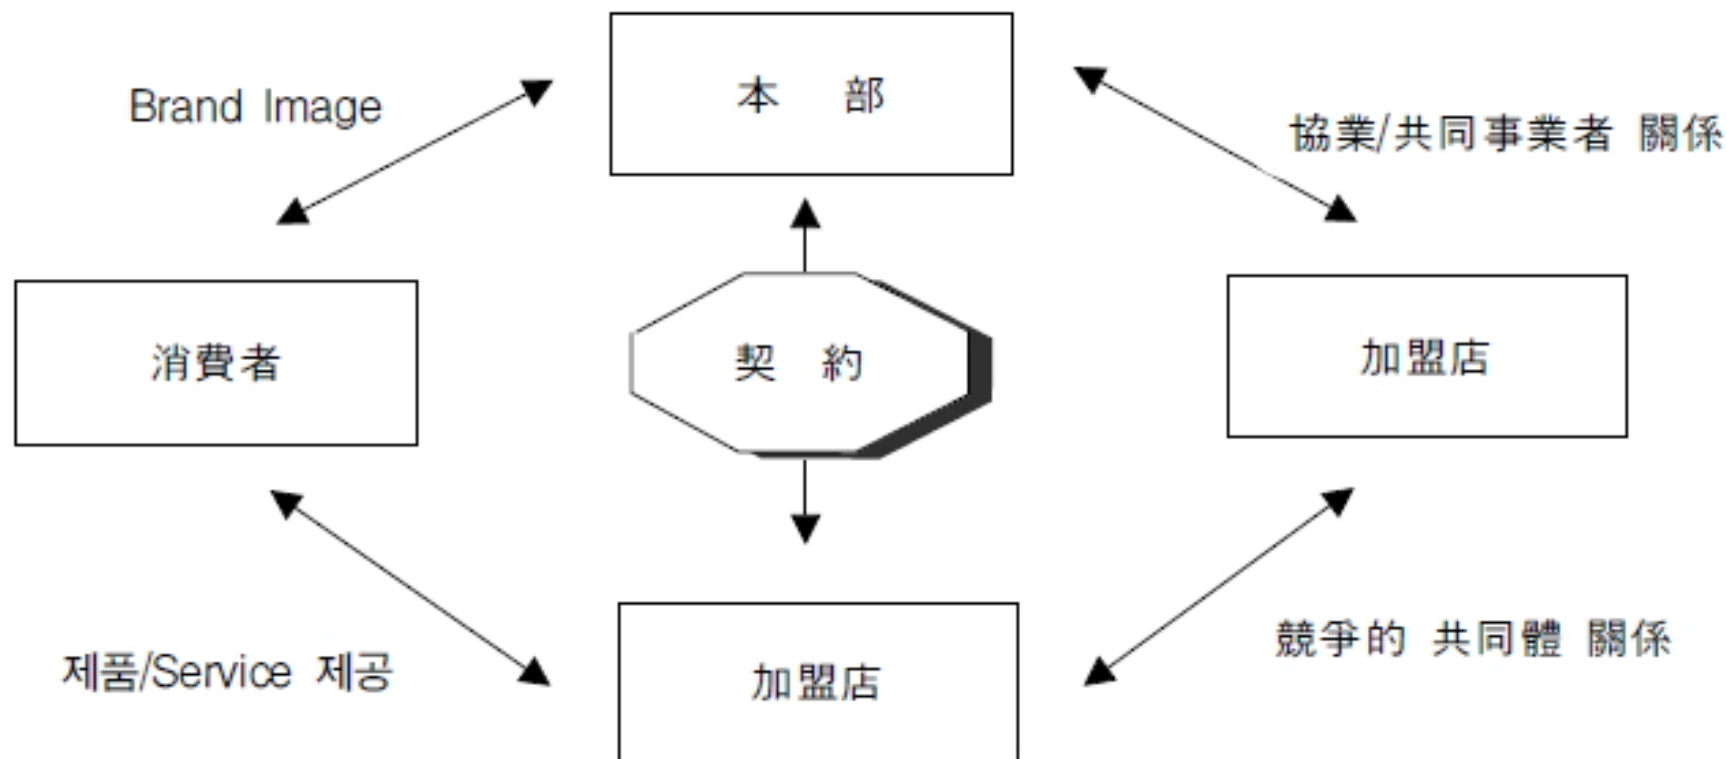 本 部
Brand Image
協業/共同事業者 關係
消費者
契 約
加盟店
제품/Service 제공
加盟店
競爭的 共同體 關係